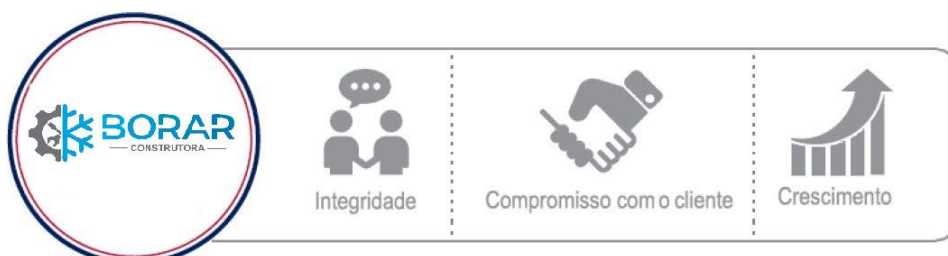 BORAR
CONSTRUTORA
Integridade
Compromisso com o cliente
Crescimento